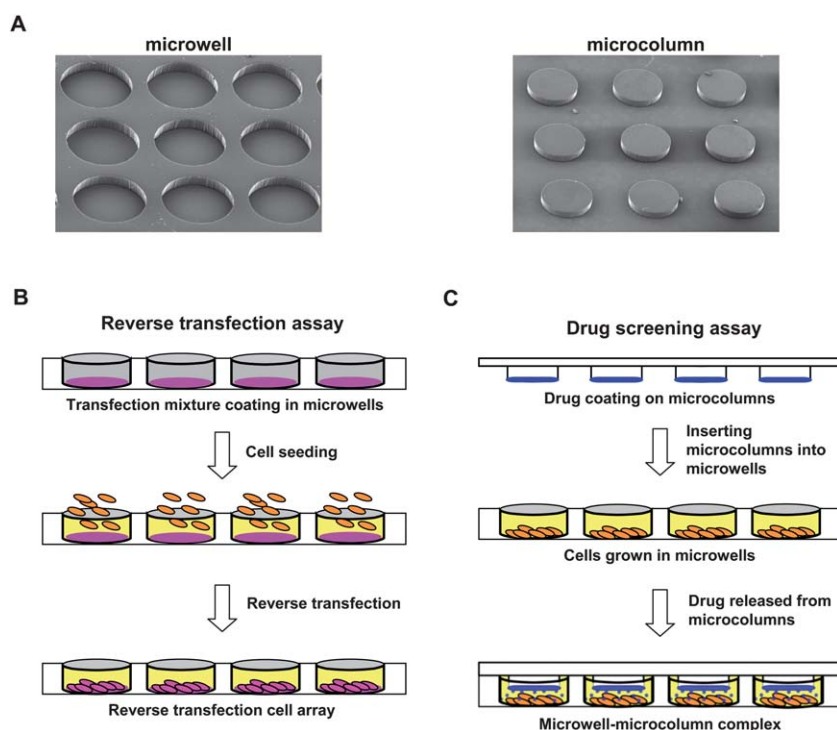 A
microwell
microcolumn
B
Reverse transfection assay
Transfection mixture coating in microwells
Cell seeding
Reverse transfection
Reverse transfection cell array
C
Drug screening assay
Drug coating on microcolumns
Inserting
microcolumns into
microwells
Cells grown in microwells
Drug released from
microcolumns
Microwell-microcolumn complex